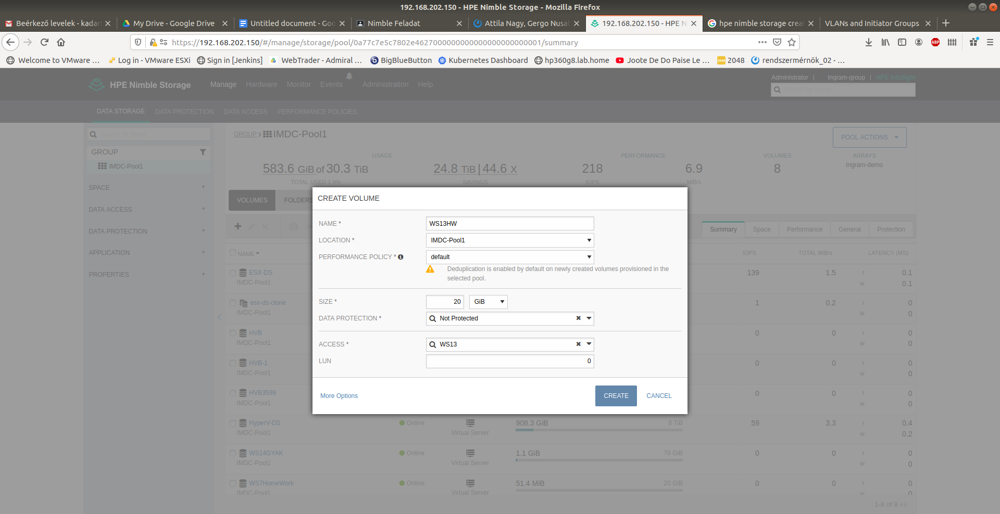 192.168.202.150 - HPE Nimble Storage - Mozilla Firefox
Beérkező levelek - kadar
My Drive - Google Drive
Untitled document - Goo
Nimble Feladat
Attila Nagy, Gergo Nusal
192.168.202.150 - HPE N
hpe nimble storage crea
VLANs and Initiator Groups
https://192.168.202.150/#/manage/storage/pool/0a77c7e5c7802e46270000000000000000000000001/summary
ABP
Welcome to VMware ...
Log in - VMware ESXi
Sign in [Jenkins]
WebTrader - Admiral ...
BigBlueButton
Kubernetes Dashboard
hp360g8.lab.home
Joote De Do Paise Le ...
2048
rendszermérnök_02 - ...
HPE Nimble Storage
Manage Hardware Monitor Events Administration Help
Administrator | Ingram-group | HPE InfoSight
Search by Name
DATA STORAGE DATA PROTECTION DATA ACCESS PERFORMANCE POLICIES
Search by Name
GROUP
IMDC-Pool1
SPACE +
DATA ACCESS +
DATA PROTECTION +
APPLICATION +
PROPERTIES +
GROUP > IMDC-Pool1
POOL ACTIONS
USAGE PERFORMANCE VOLUMES ARRAYS
583.6 GiB of 30.3 TiB 24.8 TiB | 44.6 X 218 6.9 8 Ingram-demo
TOTAL USED 1.9% SAVINGS IOPS MiB/s
VOLUMES FOLDERS
Summary Space Performance General Protection
NAME IOPS TOTAL MiB/s LATENCY (MS)
ESX-DS 139 1.5 r 0.1
IMDC-Pool1 w 0.1
esx-ds-clone 1 0.2 r 0
IMDC-Pool1 w 0
HVB 0 0 r 0
IMDC-Pool1 w 0
HVB-1 0 0 r 0
IMDC-Pool1 w 0
HVB3599 0 0 r 0
IMDC-Pool1 w 0
HyperV-DS Online 908.3 GiB 8 TiB 59 3.3 r 0.4
IMDC-Pool1 Virtual Server w 0.2
WS14GYAK Online 1.1 GiB 79 GiB 0 0 r 0
IMDC-Pool1 Virtual Server w 0
WS7HomeWork Online 51.4 MiB 20 GiB 0 0 r 0
IMDC-Pool1 Virtual Server w 0
1-8 of 8
CREATE VOLUME
NAME * WS13HW
LOCATION * IMDC-Pool1
PERFORMANCE POLICY * default
Deduplication is enabled by default on newly created volumes provisioned in the
selected pool.
SIZE * 20 GiB
DATA PROTECTION * Not Protected
ACCESS * WS13
LUN 0
More Options CREATE CANCEL